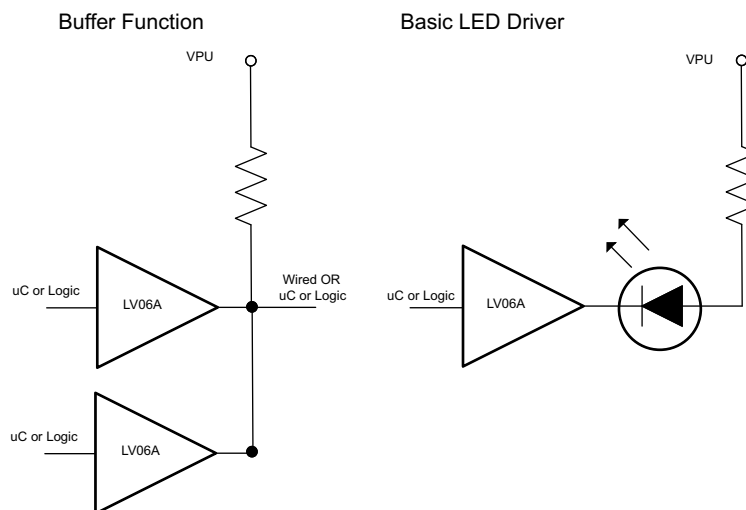 Buffer Function
VPU
uC or Logic
LV06A
Wired OR
uC or Logic
uC or Logic
LV06A
Basic LED Driver
VPU
uC or Logic
LV06A